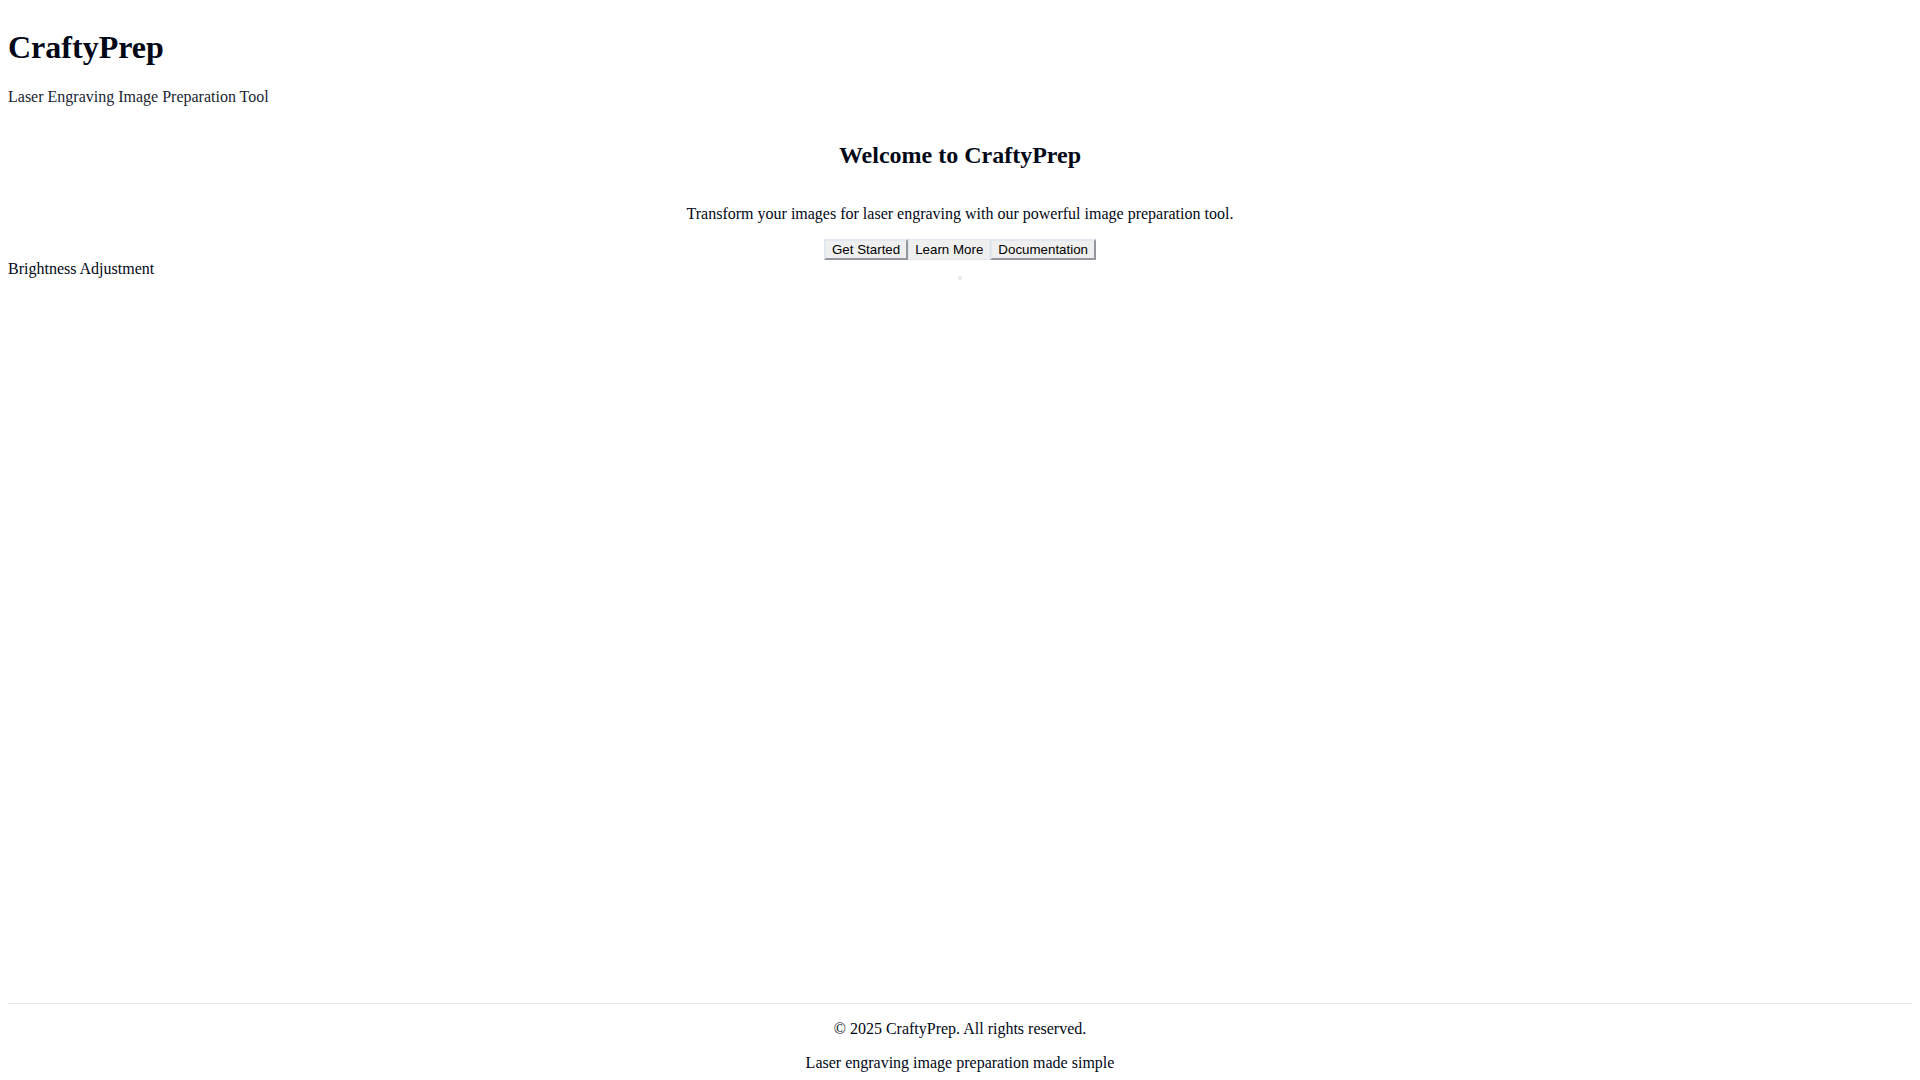 CraftyPrep
Laser Engraving Image Preparation Tool
Welcome to CraftyPrep
Transform your images for laser engraving with our powerful image preparation tool.
Get Started Learn More Documentation
Brightness Adjustment
© 2025 CraftyPrep. All rights reserved.
Laser engraving image preparation made simple